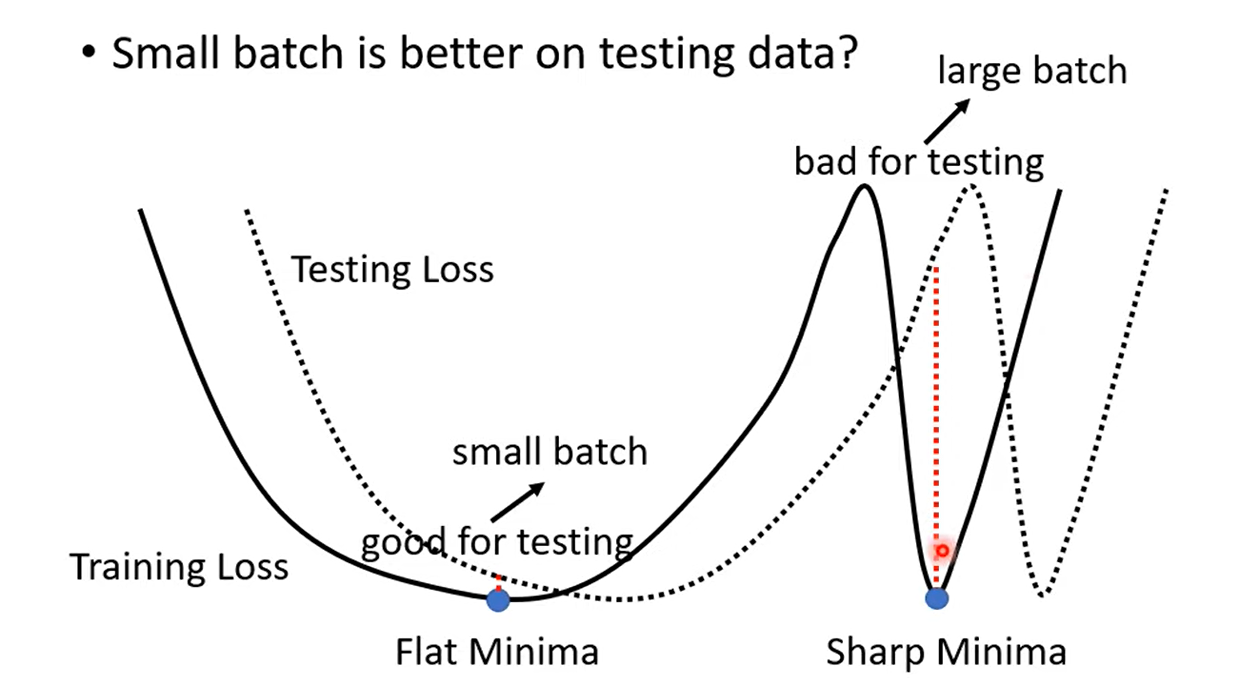 • Small batch is better on testing data?
large batch
bad for testing
Testing Loss
small batch
good for testing
Training Loss
Flat Minima
Sharp Minima